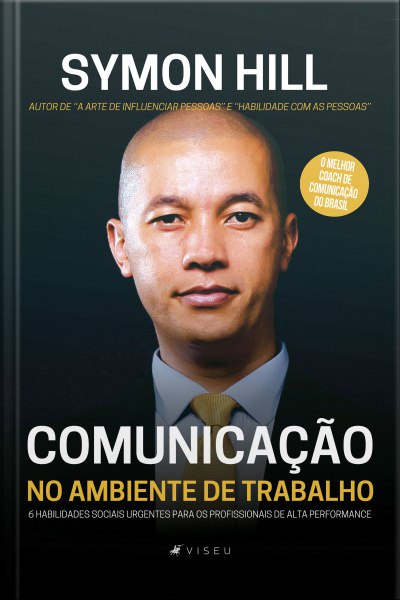 SYMON HILL
AUTOR DE "A ARTE DE INFLUENCIAR PESSOAS" E "HABILIDADE COM AS PESSOAS"
O MELHOR
COACH DE
COMUNICAÇÃO
DO BRASIL
COMUNICAÇÃO
NO AMBIENTE DE TRABALHO
6 HABILIDADES SOCIAIS URGENTES PARA OS PROFISSIONAIS DE ALTA PERFORMANCE
VISEU